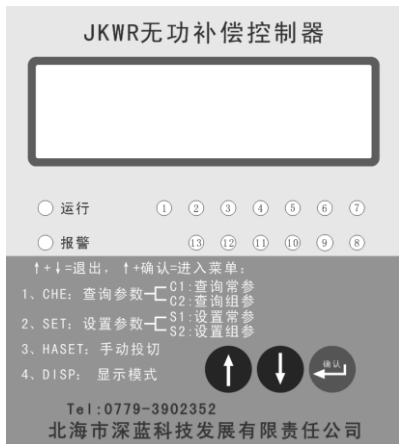 JKWR无功补偿控制器
运行 ① ② ③ ④ ⑤ ⑥ ⑦
报警 ⑬ ⑫ ⑪ ⑩ ⑨ ⑧
↑+↓=退出，↑+确认=进入菜单：
1、CHE：查询参数 C1:查询常参
C2:查询组参
2、SET：设置参数 S1:设置常参
S2:设置组参
3、HASET：手动投切
4、DISP：显示模式
↑ ↓ 确认
Tel:0779-3902352
北海市深蓝科技发展有限责任公司